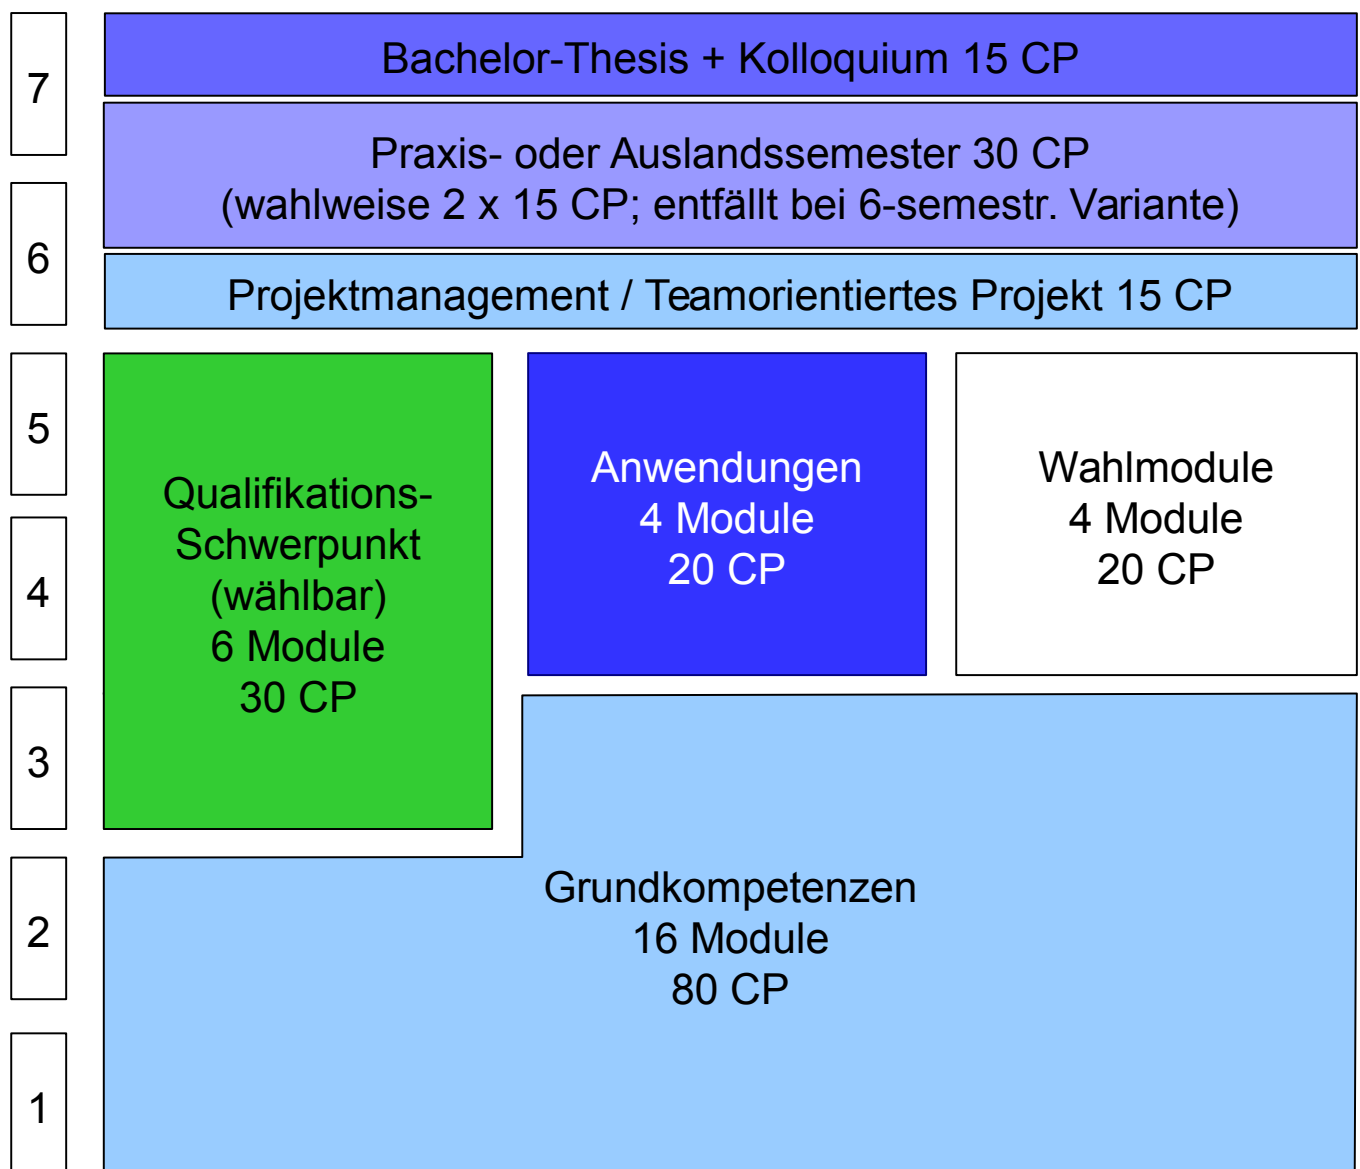 7
Bachelor-Thesis + Kolloquium 15 CP
Praxis- oder Auslandssemester 30 CP
(wahlweise 2 x 15 CP; entfällt bei 6-semestr. Variante)
6
Projektmanagement / Teamorientiertes Projekt 15 CP
5
4
3
Qualifikations-
Schwerpunkt
(wählbar)
6 Module
30 CP
Anwendungen
4 Module
20 CP
Wahlmodule
4 Module
20 CP
2
1
Grundkompetenzen
16 Module
80 CP